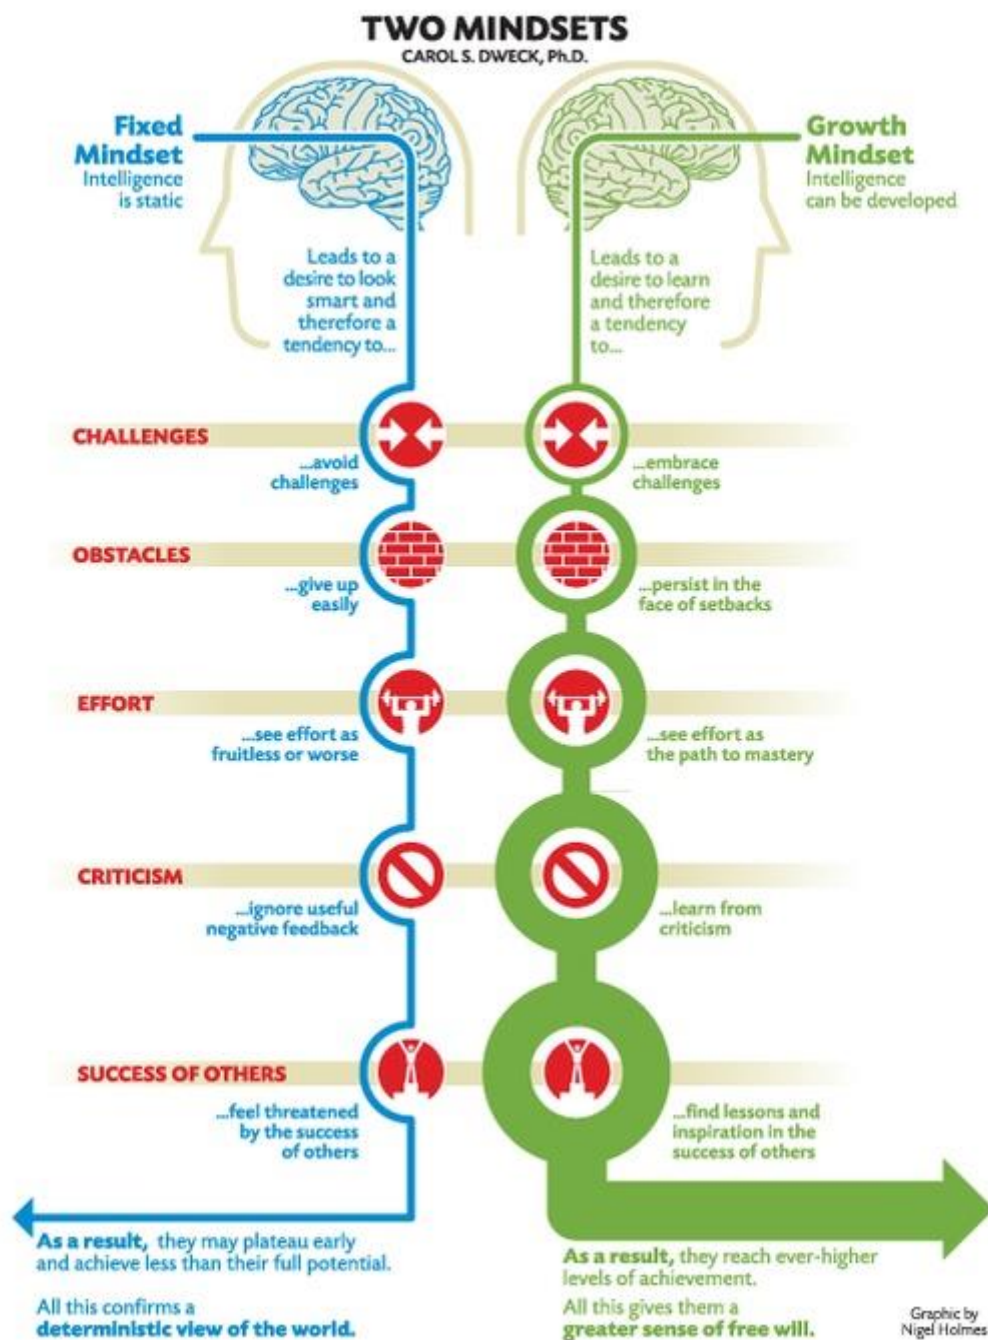 TWO MINDSETS
CAROL S. DWECK, Ph.D.
Fixed
Mindset
Intelligence
is static
Growth
Mindset
Intelligence
can be developed
Leads to a
desire to look
smart and
therefore a
tendency to...
Leads to a
desire to learn
and therefore
a tendency
to...
CHALLENGES
...avoid
challenges
...embrace
challenges
OBSTACLES
...give up
easily
...persist in the
face of setbacks
EFFORT
...see effort as
fruitless or worse
...see effort as
the path to mastery
CRITICISM
...ignore useful
negative feedback
...learn from
criticism
SUCCESS OF OTHERS
...feel threatened
by the success
of others
...find lessons and
inspiration in the
success of others
As a result, they may plateau early
and achieve less than their full potential.
All this confirms a
deterministic view of the world.
As a result, they reach ever-higher
levels of achievement.
All this gives them a
greater sense of free will.
Graphic by
Nigel Holmes